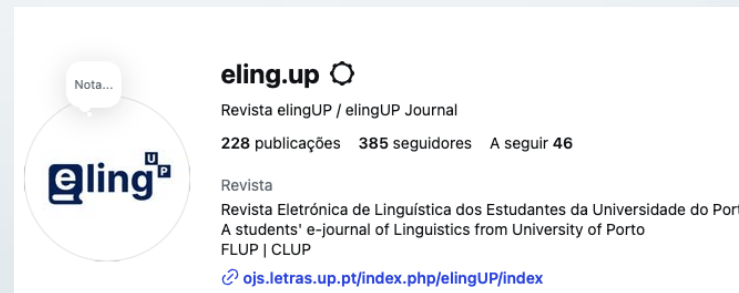 Nota...
eling.up
Revista elingUP / elingUP Journal
228 publicações 385 seguidores A seguir 46
eling UP
Revista
Revista Eletrónica de Linguística dos Estudantes da Universidade do Port
A students' e-journal of Linguistics from University of Porto
FLUP | CLUP
ojs.letras.up.pt/index.php/elingUP/index